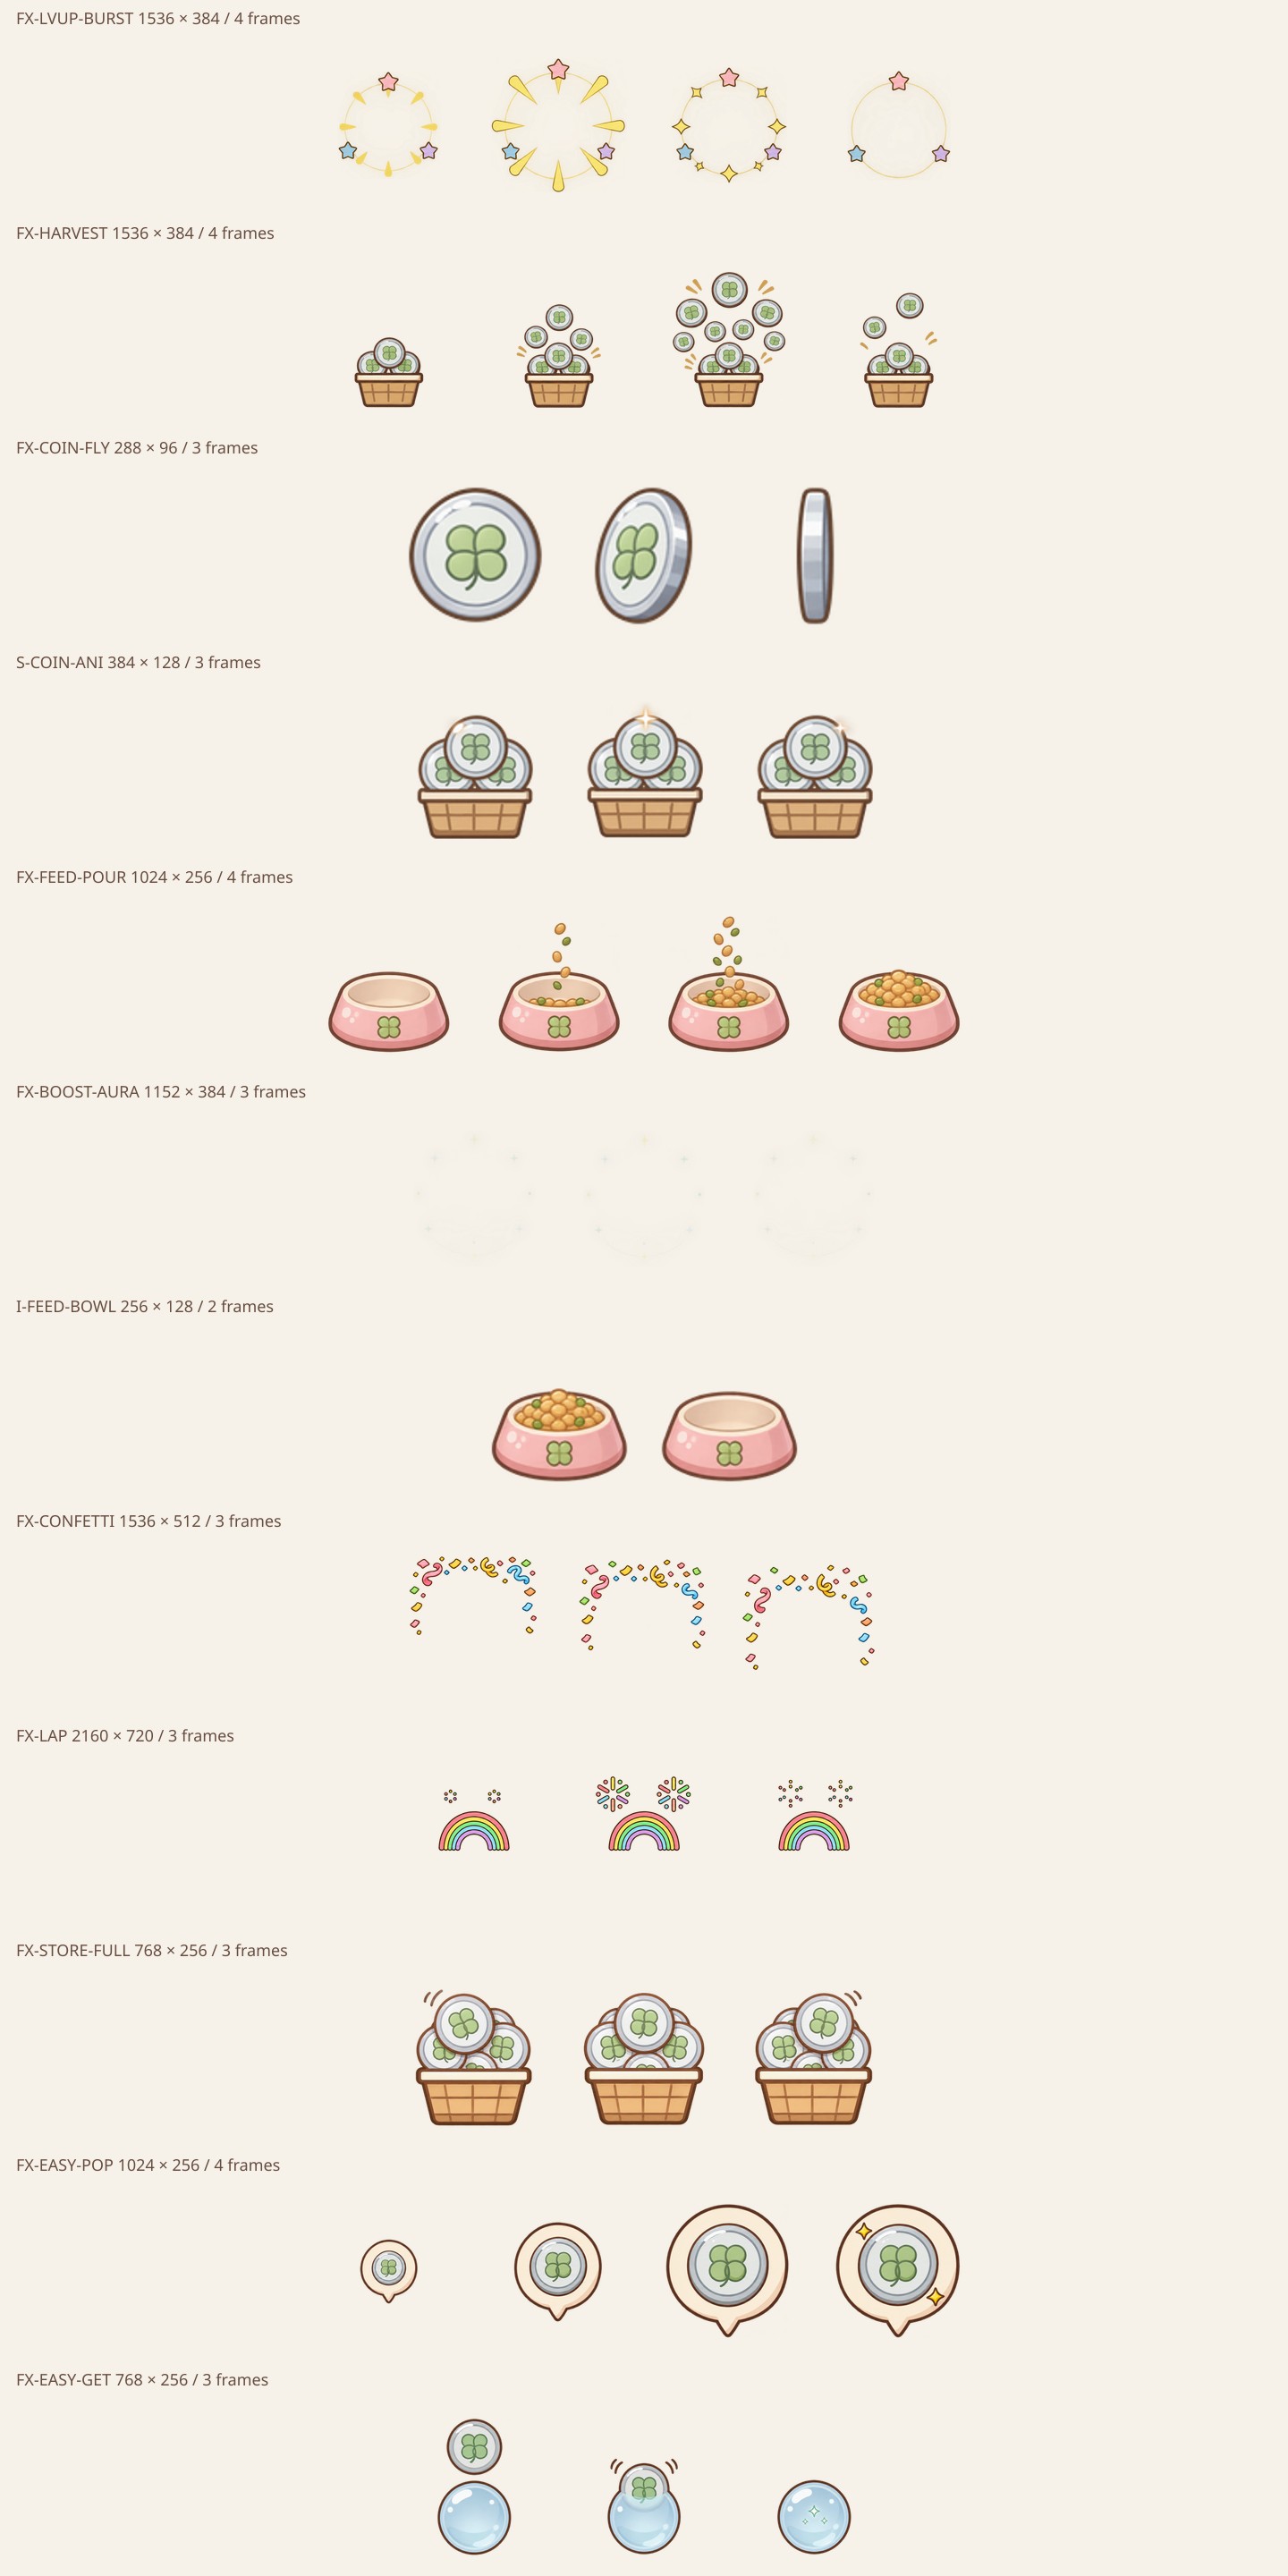 FX-LVUP-BURST 1536 × 384 / 4 frames
FX-HARVEST 1536 × 384 / 4 frames
FX-COIN-FLY 288 × 96 / 3 frames
S-COIN-ANI 384 × 128 / 3 frames
FX-FEED-POUR 1024 × 256 / 4 frames
FX-BOOST-AURA 1152 × 384 / 3 frames
I-FEED-BOWL 256 × 128 / 2 frames
FX-CONFETTI 1536 × 512 / 3 frames
FX-LAP 2160 × 720 / 3 frames
FX-STORE-FULL 768 × 256 / 3 frames
FX-EASY-POP 1024 × 256 / 4 frames
FX-EASY-GET 768 × 256 / 3 frames